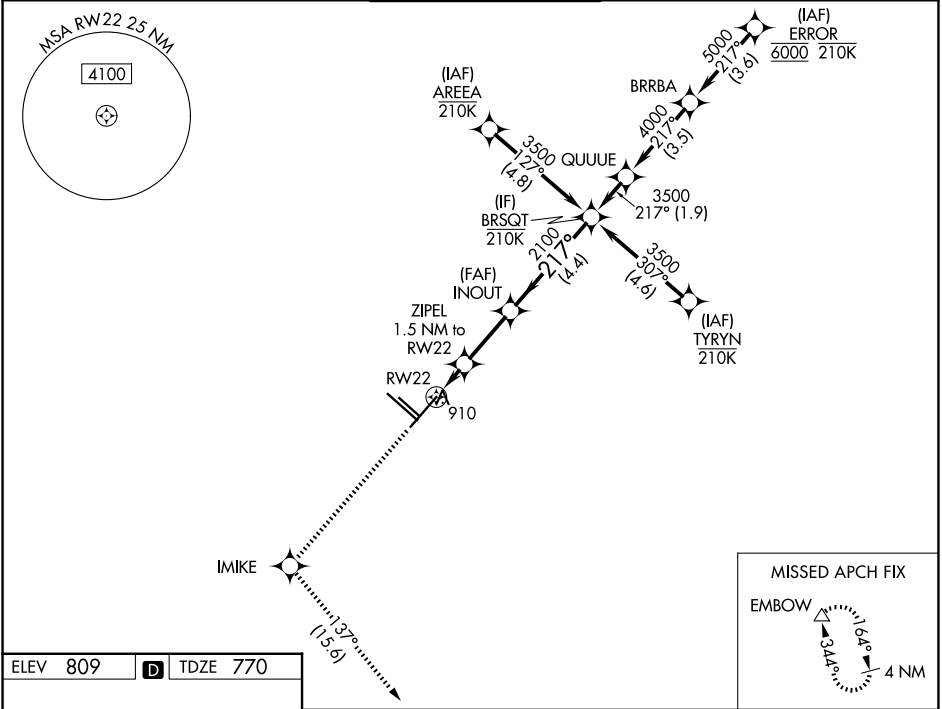 MSA RW22 25 NM
4100
(IAF)
ERROR
6000 210K
5000
217°
(3.6)
BRRBA
(IAF)
AREEA
210K
4000
217°
(3.5)
3500
127°
(4.8)
QUUUE
3500
217° (1.9)
(IF)
BRSQT
210K
2100
217°
(4.4)
3500
307°
(4.6)
(IAF)
TYRYN
210K
(FAF)
INOUT
ZIPEL
1.5 NM to
RW22
RW22
910
IMIKE
137°
(15.6)
MISSED APCH FIX
EMBOW
164°
344°
4 NM
ELEV 809 D TDZE 770